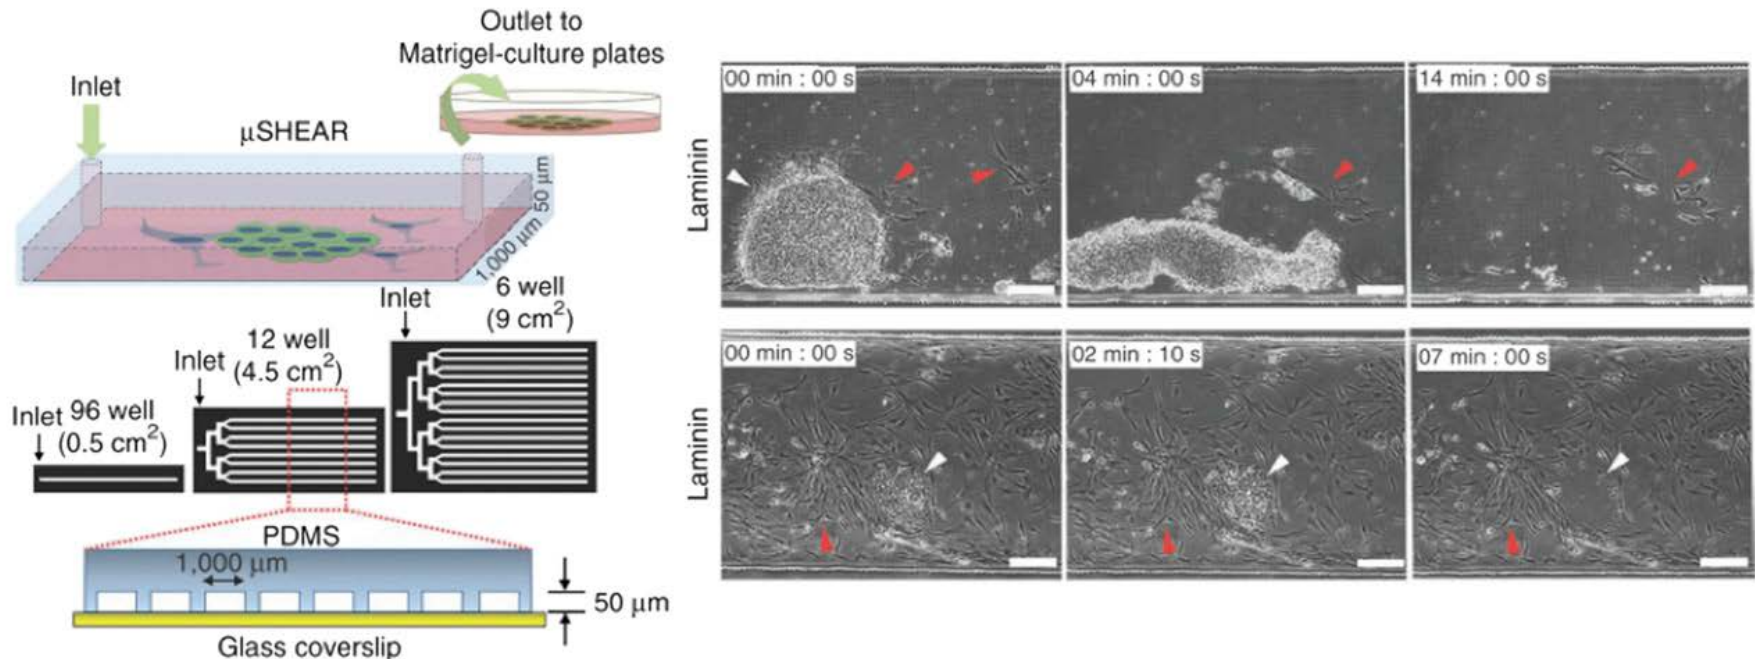 Outlet to
Matrigel-culture plates
Inlet
μSHEAR
50 μm
1,000 μm
Inlet
6 well
(9 cm²)
Inlet
12 well
(4.5 cm²)
Inlet
96 well
(0.5 cm²)
PDMS
1,000 μm
50 μm
Glass coverslip
Laminin
00 min : 00 s
04 min : 00 s
14 min : 00 s
Laminin
00 min : 00 s
02 min : 10 s
07 min : 00 s